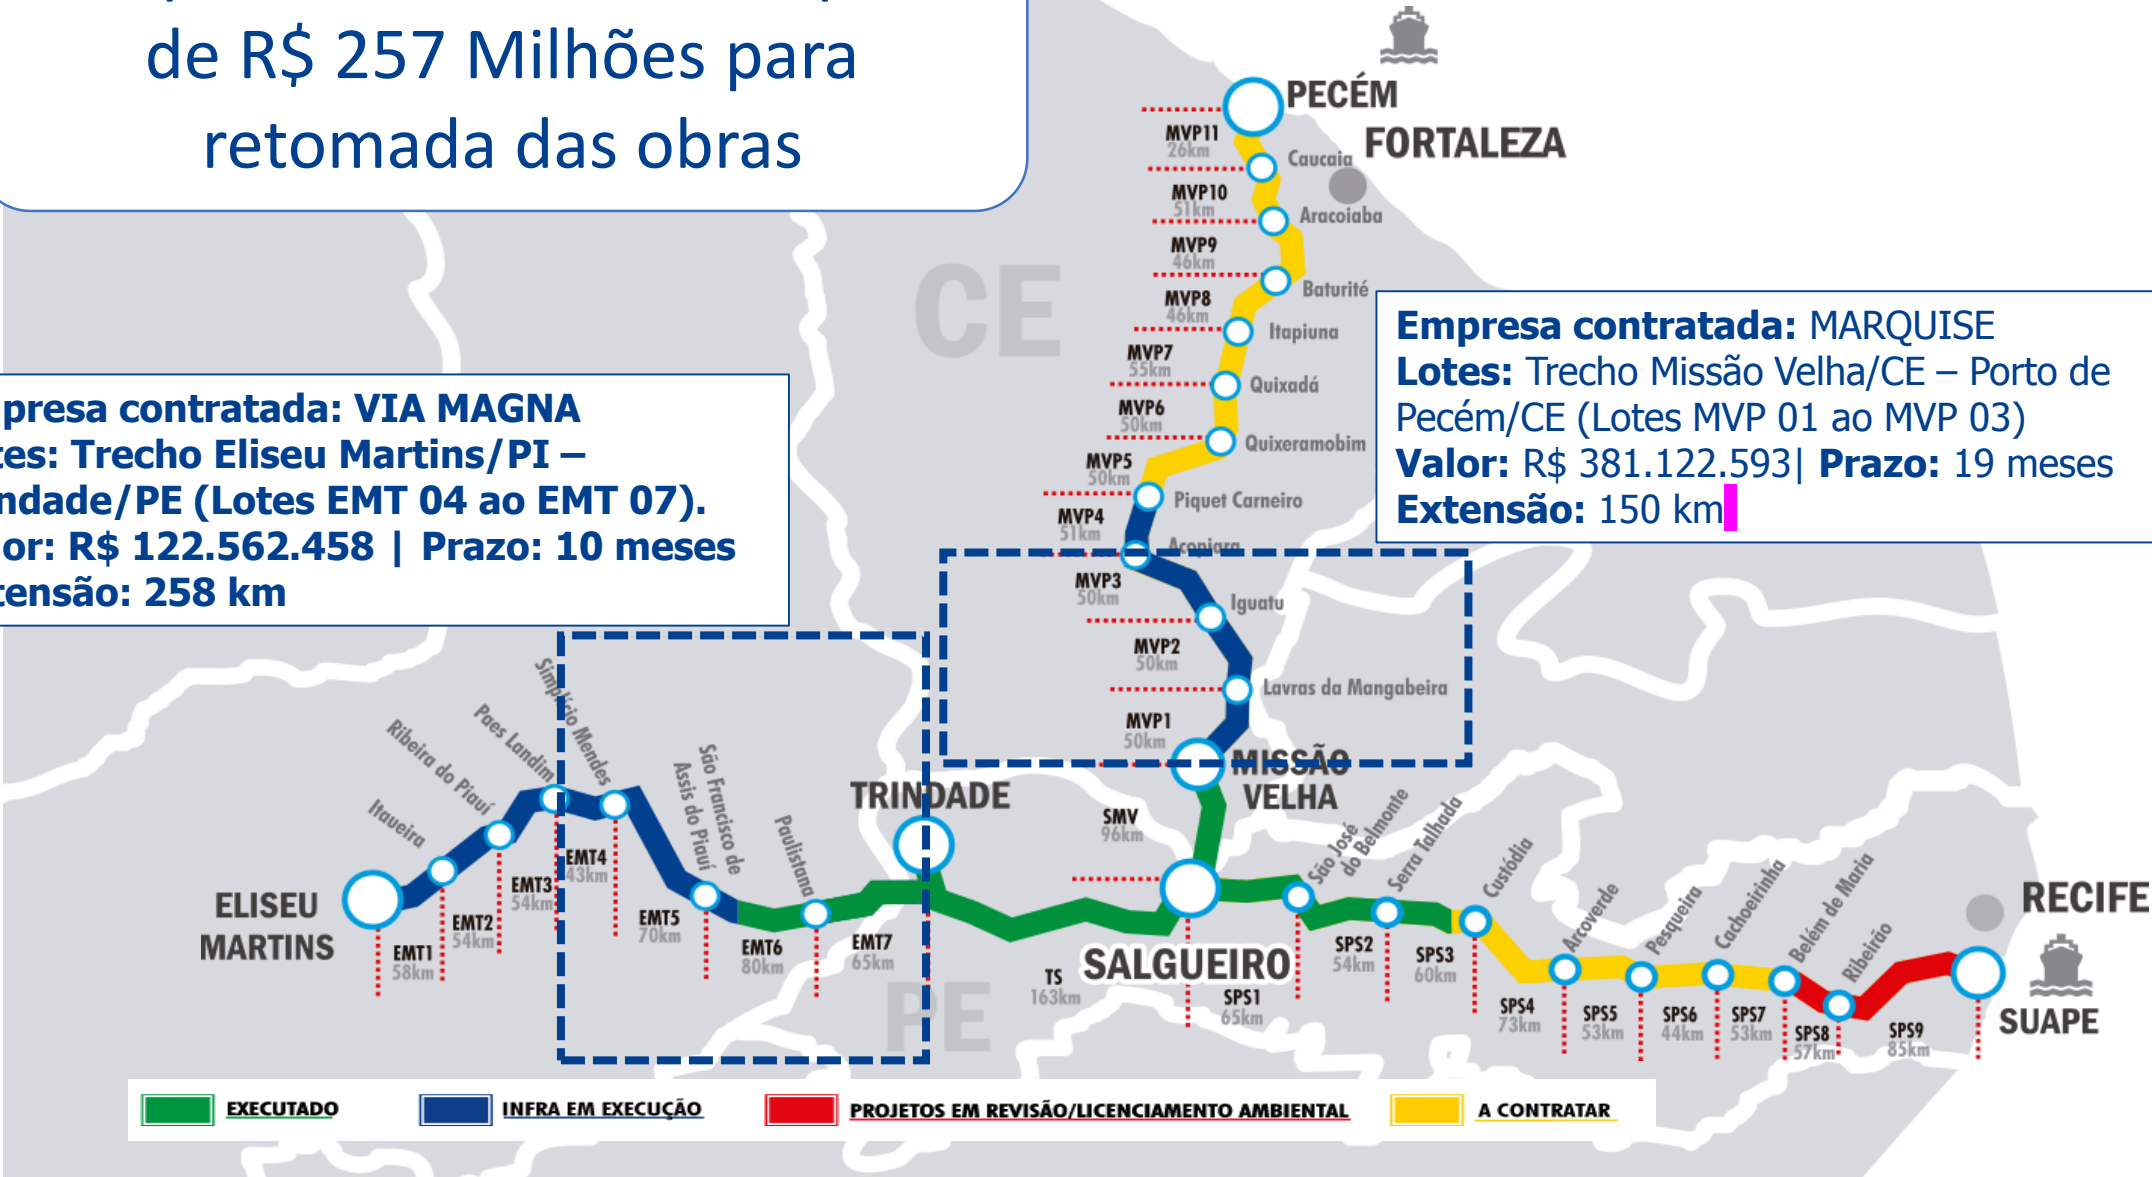 de R$ 257 Milhões para
retomada das obras
PECÉM
FORTALEZA
MVP11
26km
Caucaia
MVP10
51km
Aracoiaba
MVP9
46km
Baturité
MVP8
46km
Itapiuna
MVP7
55km
Quixadá
MVP6
50km
Quixeramobim
MVP5
50km
Piquet Carneiro
MVP4
51km
Acopiara
MVP3
50km
Iguatu
MVP2
50km
Lavras da Mangabeira
MVP1
50km
MISSÃO
VELHA
CE
Empresa contratada: MARQUISE
Lotes: Trecho Missão Velha/CE – Porto de
Pecém/CE (Lotes MVP 01 ao MVP 03)
Valor: R$ 381.122.593| Prazo: 19 meses
Extensão: 150 km
presa contratada: VIA MAGNA
tes: Trecho Eliseu Martins/PI –
ndade/PE (Lotes EMT 04 ao EMT 07).
or: R$ 122.562.458 | Prazo: 10 meses
tensão: 258 km
ELISEU
MARTINS
Itaueira
Ribeira do Piauí
Paes Landim
Simplício Mendes
São Francisco de
Assis do Piauí
Paulistana
TRINDADE
EMT1
58km
EMT2
54km
EMT3
54km
EMT4
43km
EMT5
70km
EMT6
80km
EMT7
65km
PE
TS
163km
SMV
96km
SALGUEIRO
São José
do Belmonte
Serra Talhada
Custódia
Arcoverde
Pesqueira
Cachoeirinha
Belém de Maria
Ribeirão
SPS1
65km
SPS2
54km
SPS3
60km
SPS4
73km
SPS5
53km
SPS6
44km
SPS7
53km
SPS8
57km
SPS9
85km
RECIFE
SUAPE
EXECUTADO
INFRA EM EXECUÇÃO
PROJETOS EM REVISÃO/LICENCIAMENTO AMBIENTAL
A CONTRATAR